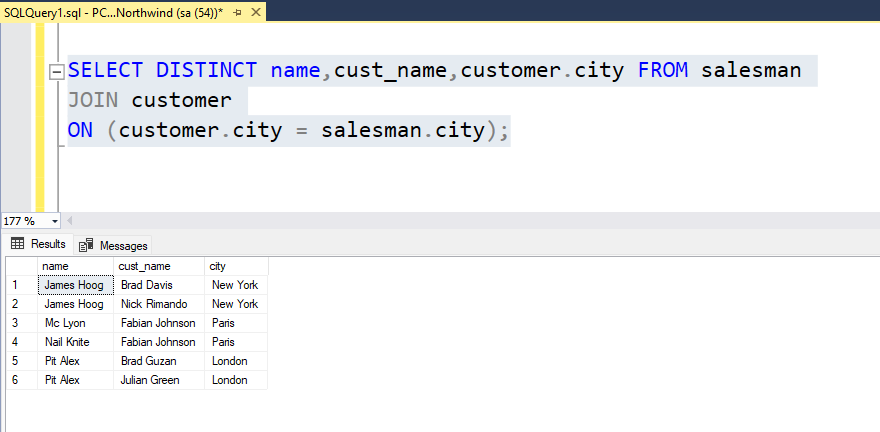 SQLQuery1.sql - PC...Northwind (sa (54))*
SELECT DISTINCT name,cust_name,customer.city FROM salesman
JOIN customer
ON (customer.city = salesman.city);
177 %
Results Messages
name cust_name city
1 James Hoog Brad Davis New York
2 James Hoog Nick Rimando New York
3 Mc Lyon Fabian Johnson Paris
4 Nail Knite Fabian Johnson Paris
5 Pit Alex Brad Guzan London
6 Pit Alex Julian Green London